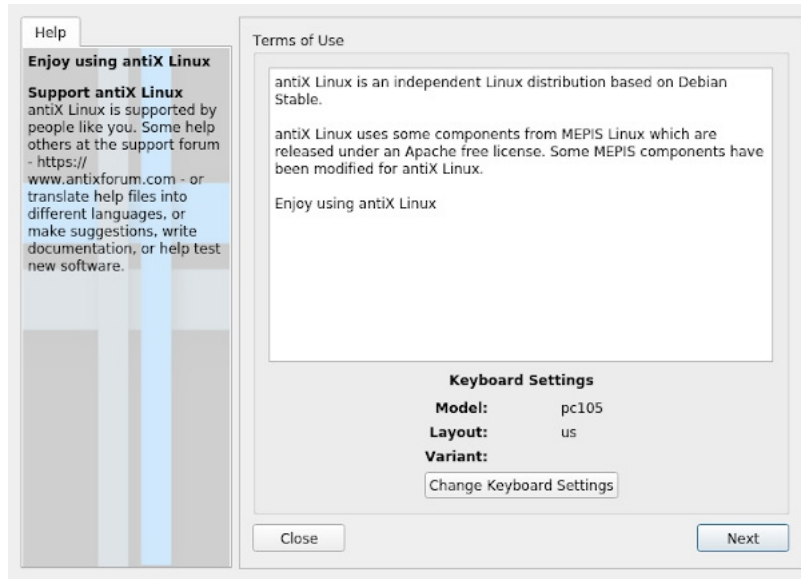 Help
Enjoy using antiX Linux
Support antiX Linux
antiX Linux is supported by
people like you. Some help
others at the support forum
- https://
www.antixforum.com - or
translate help files into
different languages, or
make suggestions, write
documentation, or help test
new software.
Terms of Use
antiX Linux is an independent Linux distribution based on Debian
Stable.
antiX Linux uses some components from MEPIS Linux which are
released under an Apache free license. Some MEPIS components have
been modified for antiX Linux.
Enjoy using antiX Linux
Keyboard Settings
Model: pc105
Layout: us
Variant:
Change Keyboard Settings
Close Next